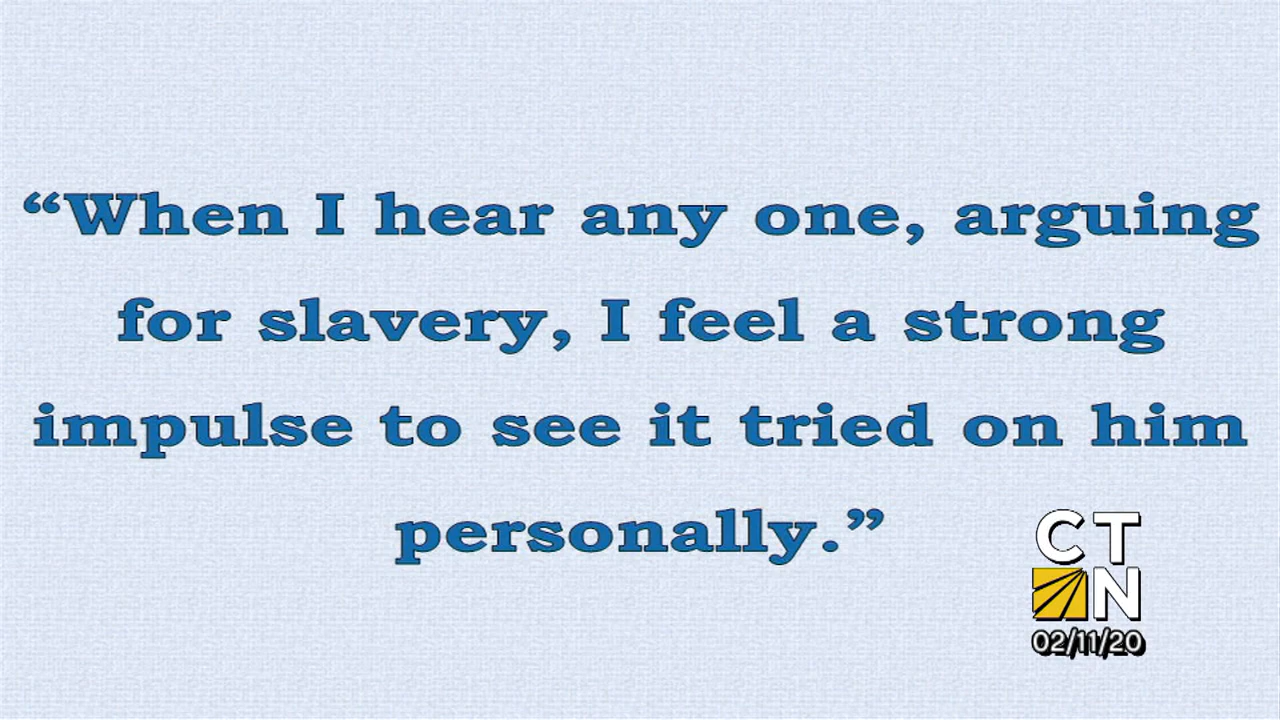 “When I hear any one, arguing
for slavery, I feel a strong
impulse to see it tried on him
personally.”
CT
N
02/11/20